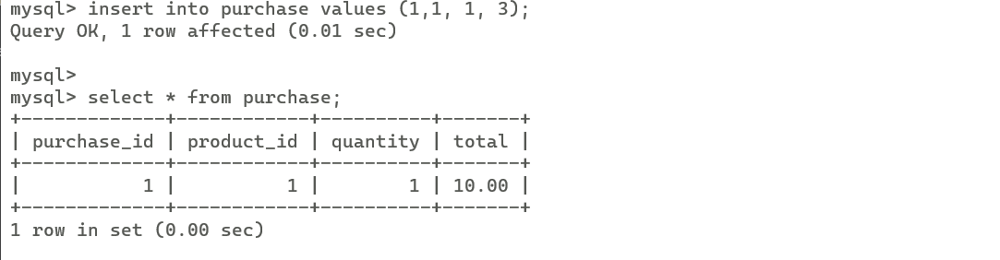 mysql> insert into purchase values (1,1, 1, 3);
Query OK, 1 row affected (0.01 sec)
mysql>
mysql> select * from purchase;
+-------------+------------+----------+-------+
| purchase_id | product_id | quantity | total |
+-------------+------------+----------+-------+
|           1 |          1 |        1 | 10.00 |
+-------------+------------+----------+-------+
1 row in set (0.00 sec)